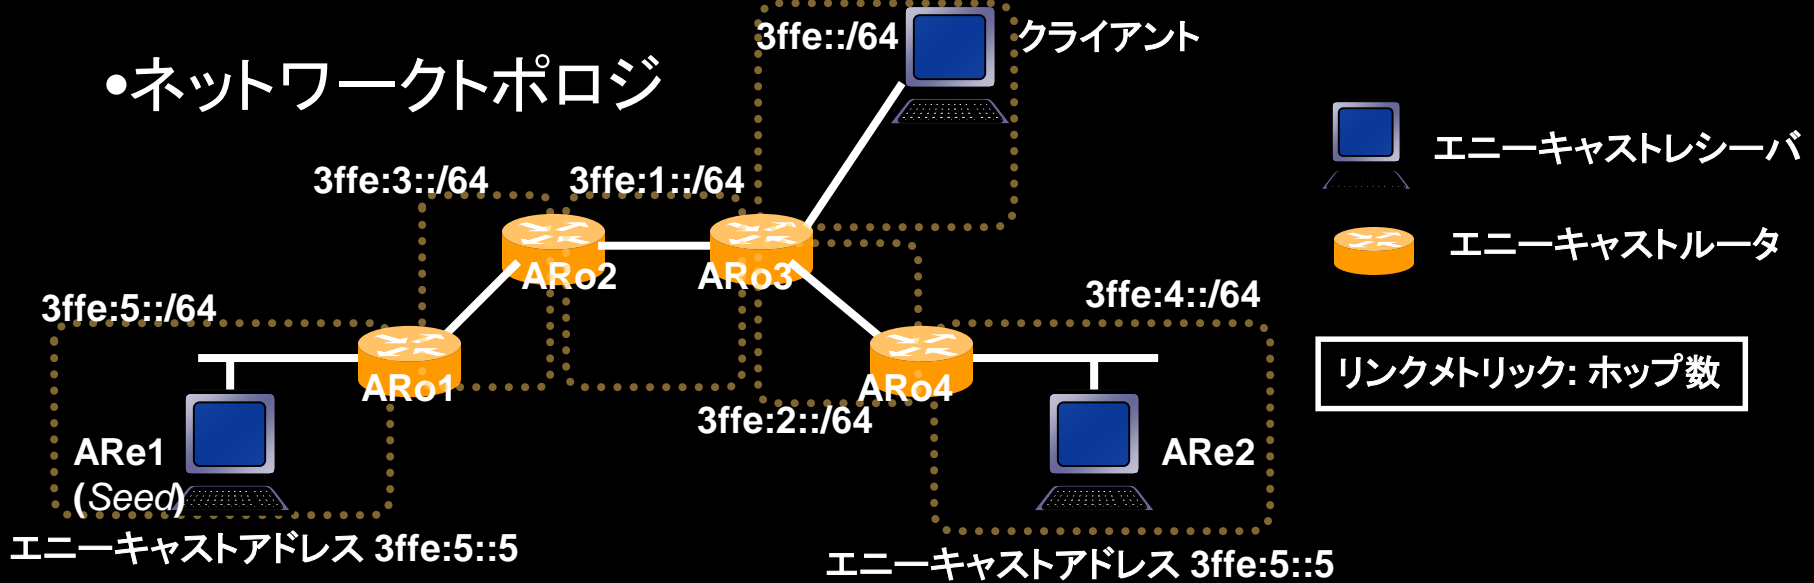 3ffe::/64
クライアント
•ネットワークトポロジ
3ffe:3::/64
3ffe:1::/64
エニーキャストレシーバ
ARo2
ARo3
エニーキャストルータ
3ffe:5::/64
3ffe:4::/64
ARo1
ARo4
リンクメトリック: ホップ数
3ffe:2::/64
ARe1
(Seed)
ARe2
エニーキャストアドレス 3ffe:5::5
エニーキャストアドレス 3ffe:5::5